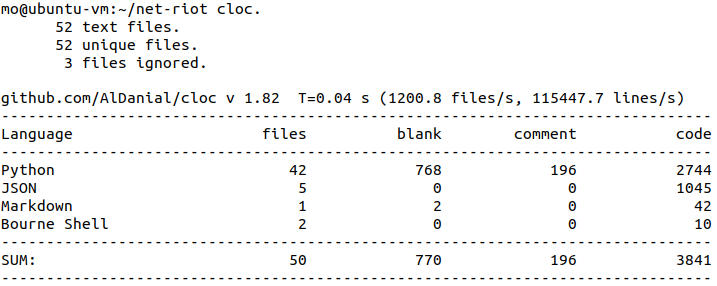 mo@ubuntu-vm:~/net-riot cloc.
      52 text files.
      52 unique files.
       3 files ignored.

github.com/AlDanial/cloc v 1.82  T=0.04 s (1200.8 files/s, 115447.7 lines/s)
-------------------------------------------------------------------------------
Language                     files          blank        comment           code
-------------------------------------------------------------------------------
Python                          42            768            196           2744
JSON                             5              0              0           1045
Markdown                         1              2              0             42
Bourne Shell                     2              0              0             10
-------------------------------------------------------------------------------
SUM:                            50            770            196           3841
-------------------------------------------------------------------------------